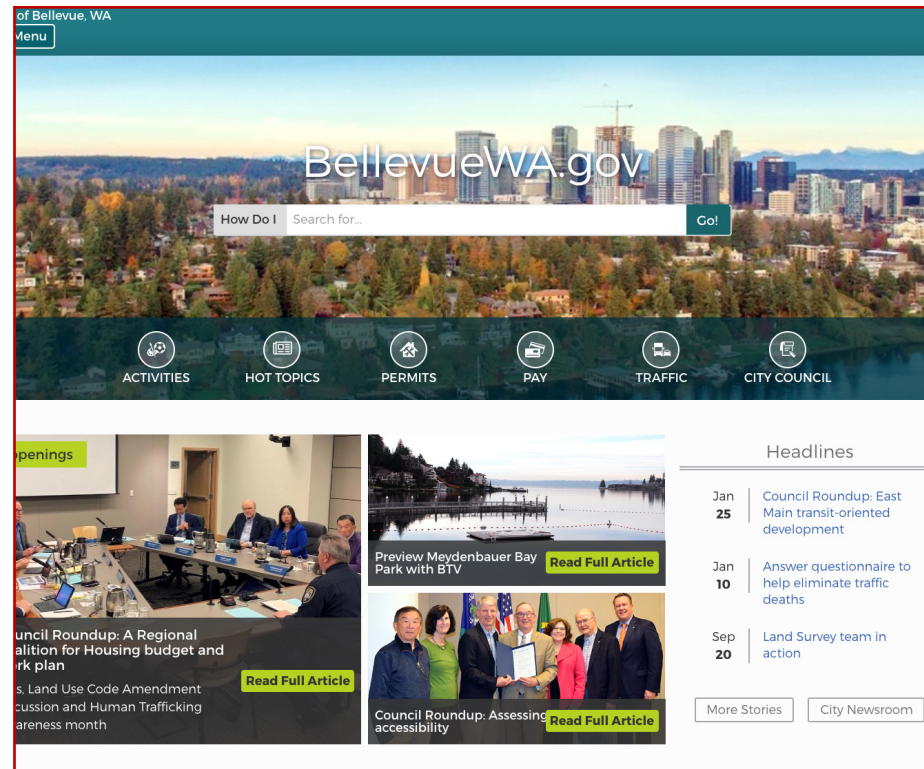 of Bellevue, WA
Menu
BellevueWA.gov
How Do I Search for... Go!
ACTIVITIES HOT TOPICS PERMITS PAY TRAFFIC CITY COUNCIL
ppenings
uncil Roundup: A Regional
alition for Housing budget and
rk plan
s, Land Use Code Amendment
cussion and Human Trafficking
areness month
Read Full Article
Preview Meydenbauer Bay
Park with BTV
Read Full Article
Council Roundup: Assessing
accessibility
Read Full Article
Headlines
Jan
25
Council Roundup: East
Main transit-oriented
development
Jan
10
Answer questionnaire to
help eliminate traffic
deaths
Sep
20
Land Survey team in
action
More Stories City Newsroom